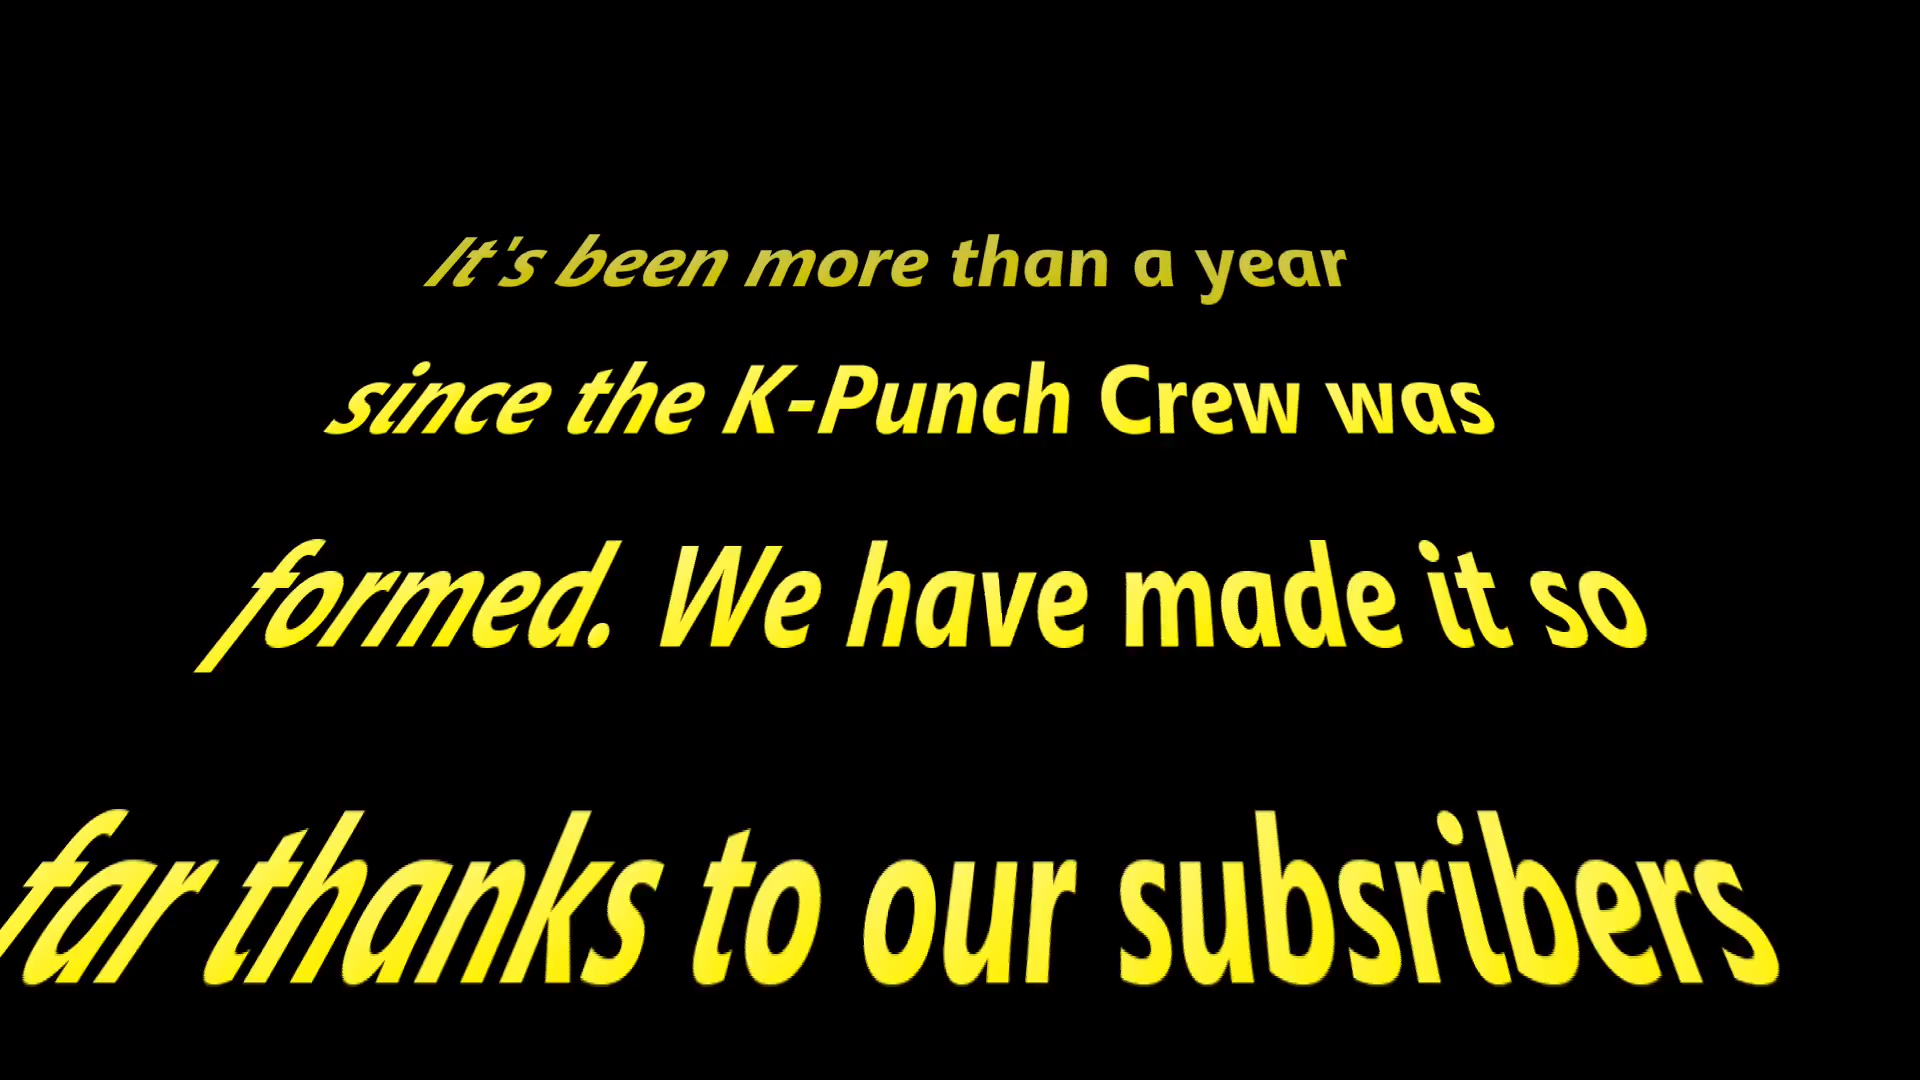 It's been more than a year
since the K-Punch Crew was
formed. We have made it so
far thanks to our subsribers